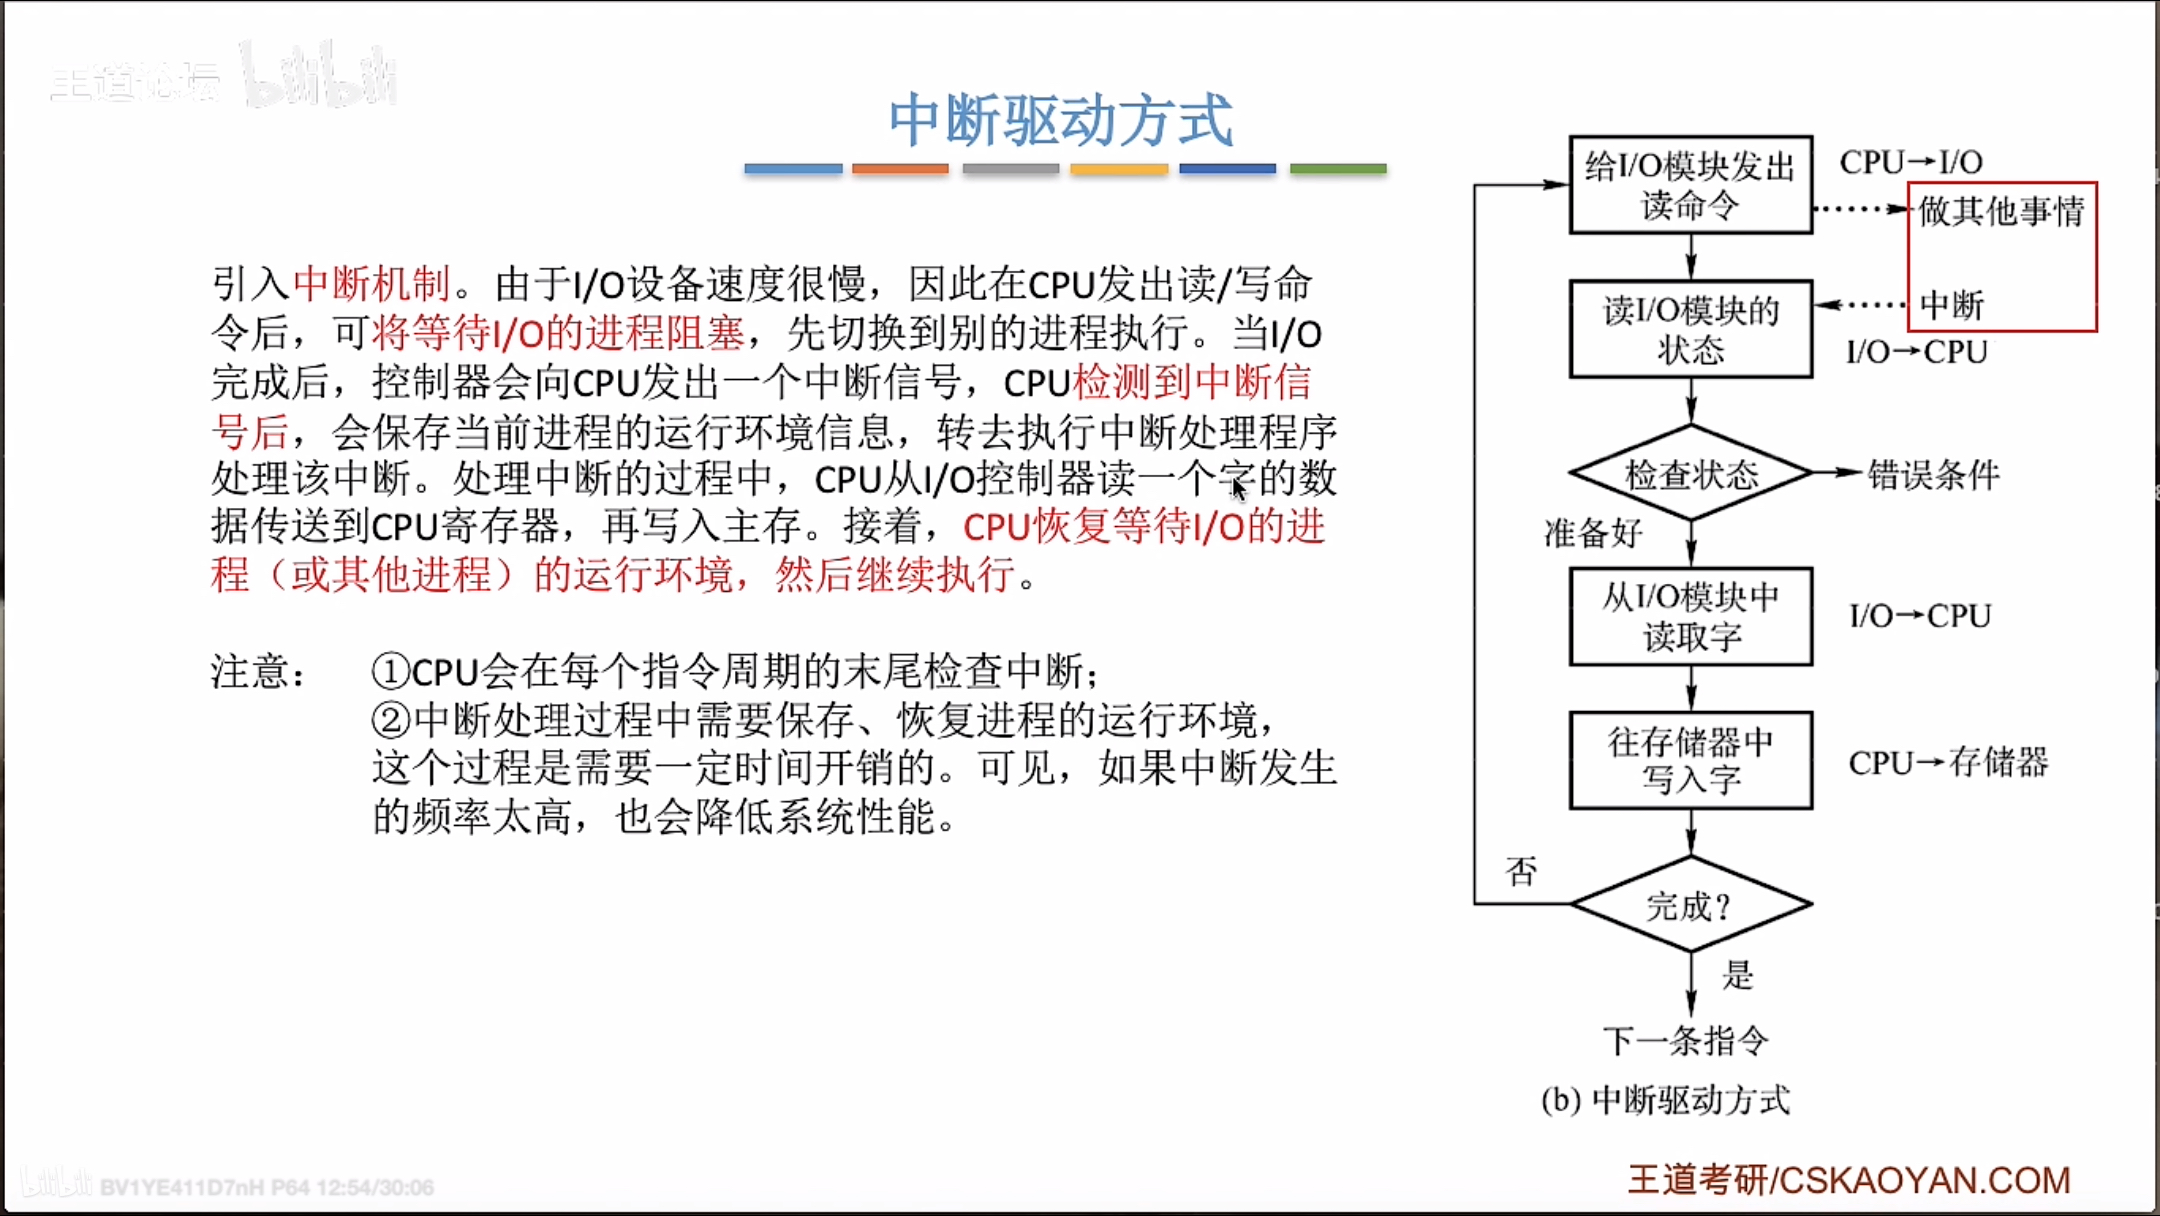 王道论坛 bilibili
中断驱动方式
引入中断机制。由于I/O设备速度很慢，因此在CPU发出读/写命
令后，可将等待I/O的进程阻塞，先切换到别的进程执行。当I/O
完成后，控制器会向CPU发出一个中断信号，CPU检测到中断信
号后，会保存当前进程的运行环境信息，转去执行中断处理程序
处理该中断。处理中断的过程中，CPU从I/O控制器读一个字的数
据传送到CPU寄存器，再写入主存。接着，CPU恢复等待I/O的进
程（或其他进程）的运行环境，然后继续执行。
注意： ①CPU会在每个指令周期的末尾检查中断；
②中断处理过程中需要保存、恢复进程的运行环境，
这个过程是需要一定时间开销的。可见，如果中断发生
的频率太高，也会降低系统性能。
给I/O模块发出
读命令
CPU→I/O
做其他事情
读I/O模块的
状态
中断
I/O→CPU
检查状态
错误条件
准备好
从I/O模块中
读取字
I/O→CPU
往存储器中
写入字
CPU→存储器
否
完成？
是
下一条指令
(b) 中断驱动方式
bilibili BV1YE411D7nH P64 12:54/30:06
王道考研/CSKAOYAN.COM